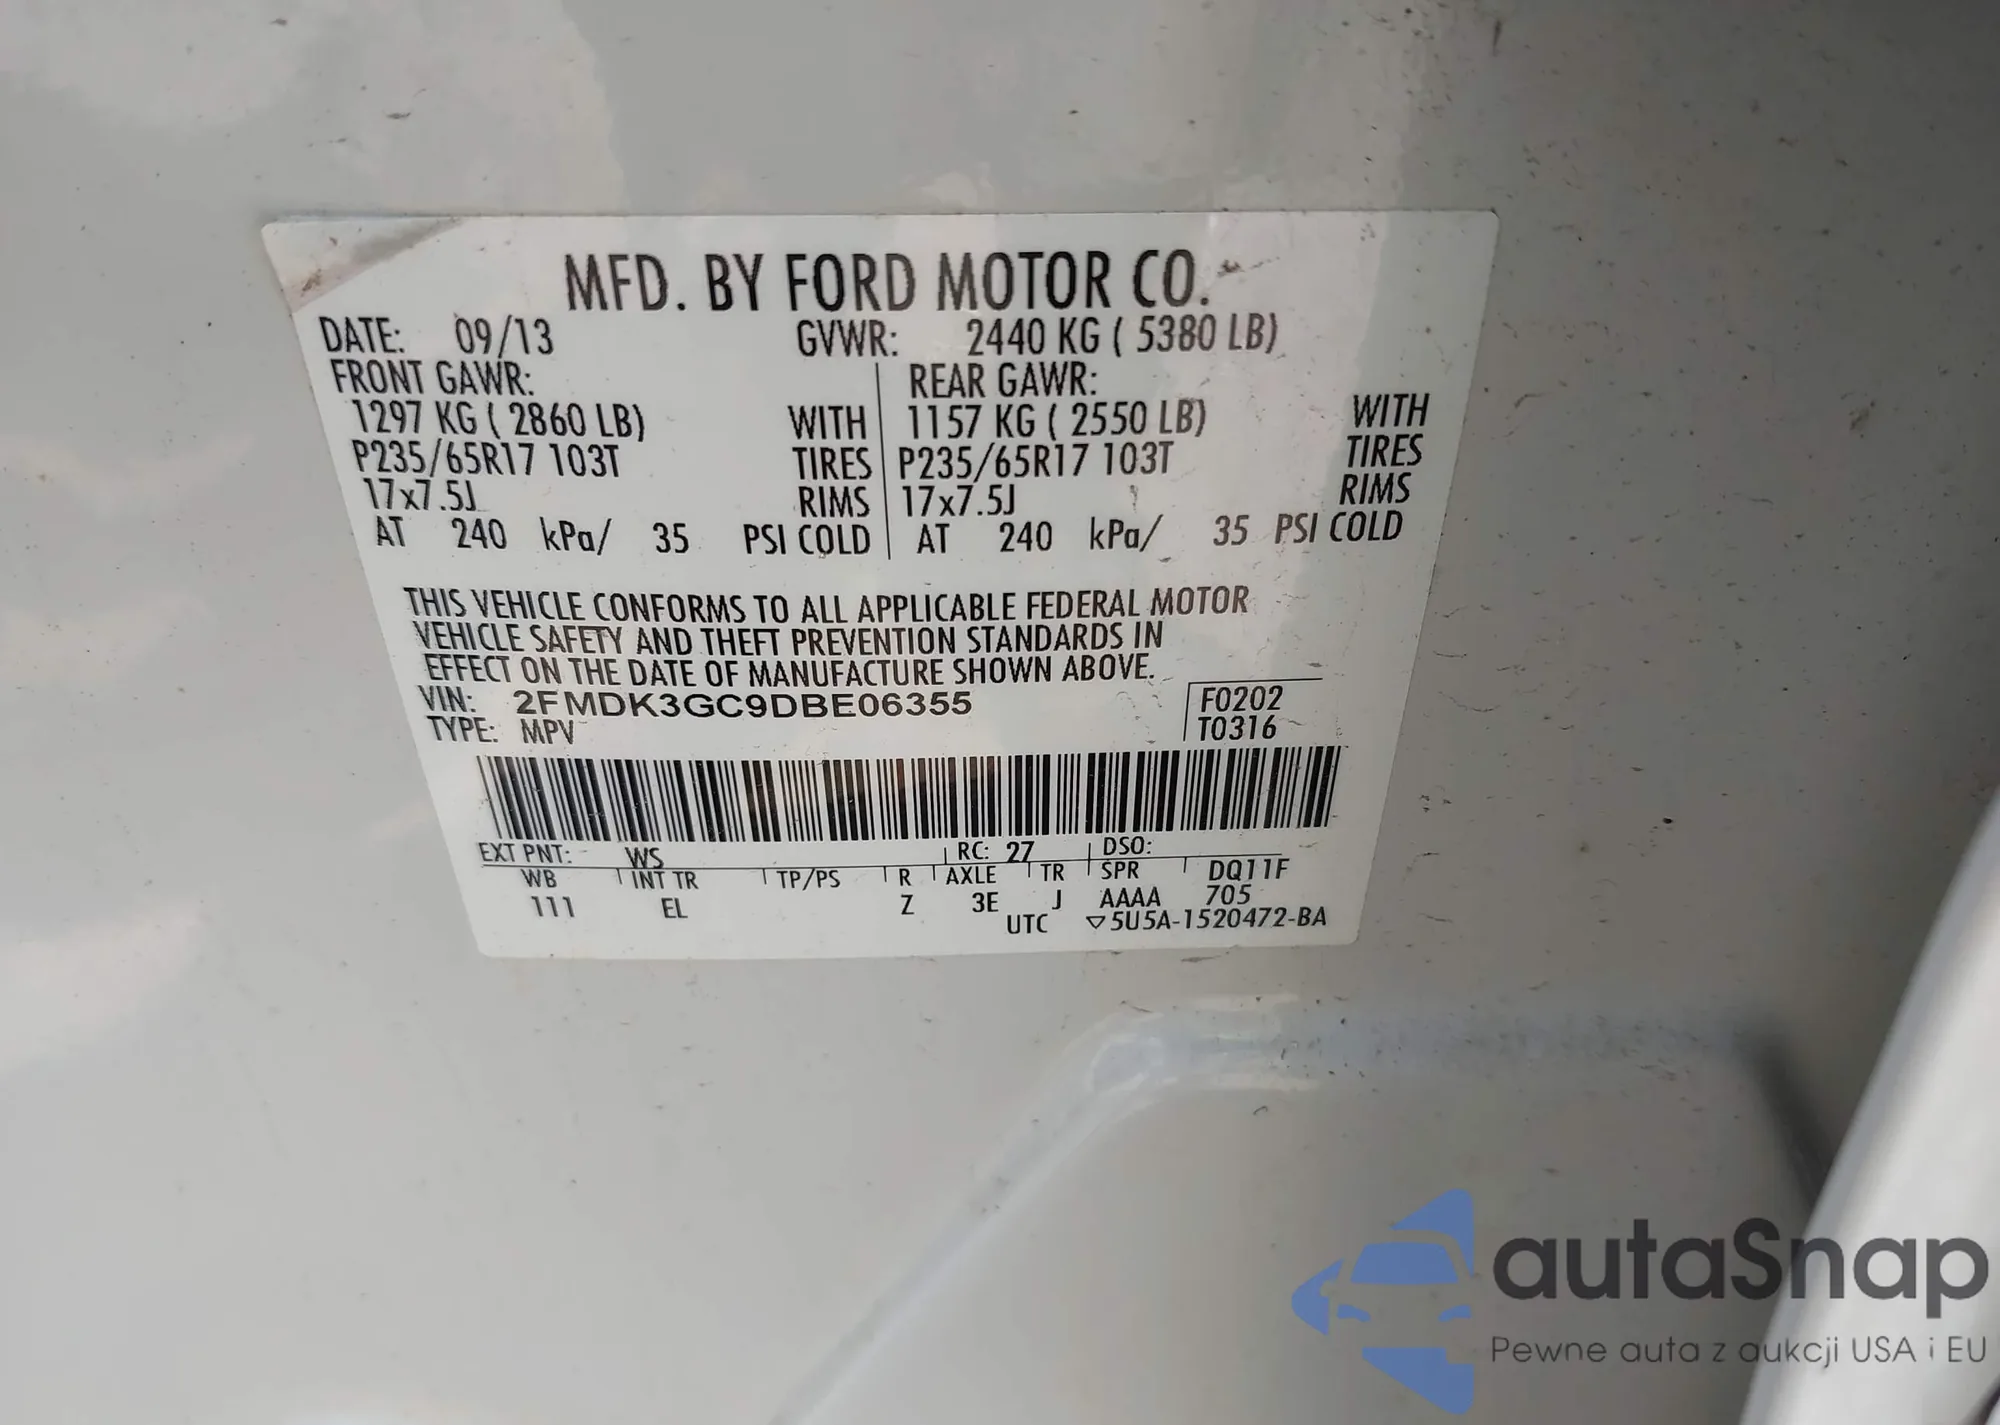 MFD. BY FORD MOTOR CO.
DATE: 09/13 GVWR: 2440 KG ( 5380 LB)
FRONT GAWR: REAR GAWR:
1297 KG ( 2860 LB) WITH 1157 KG ( 2550 LB) WITH
P235/65R17 103T TIRES P235/65R17 103T TIRES
17x7.5J RIMS 17x7.5J RIMS
AT 240 kPa/ 35 PSI COLD AT 240 kPa/ 35 PSI COLD
THIS VEHICLE CONFORMS TO ALL APPLICABLE FEDERAL MOTOR
VEHICLE SAFETY AND THEFT PREVENTION STANDARDS IN
EFFECT ON THE DATE OF MANUFACTURE SHOWN ABOVE.
VIN: 2FMDK3GC9DBE06355 F0202
TYPE: MPV T0316
EXT PNT: WS RC: 27 DSO:
WB INT TR TP/PS R AXLE TR SPR DQ11F
111 EL Z 3E J AAAA 705
UTC ▽5U5A-1520472-BA
autaSnap
Pewne auta z aukcji USA i EU